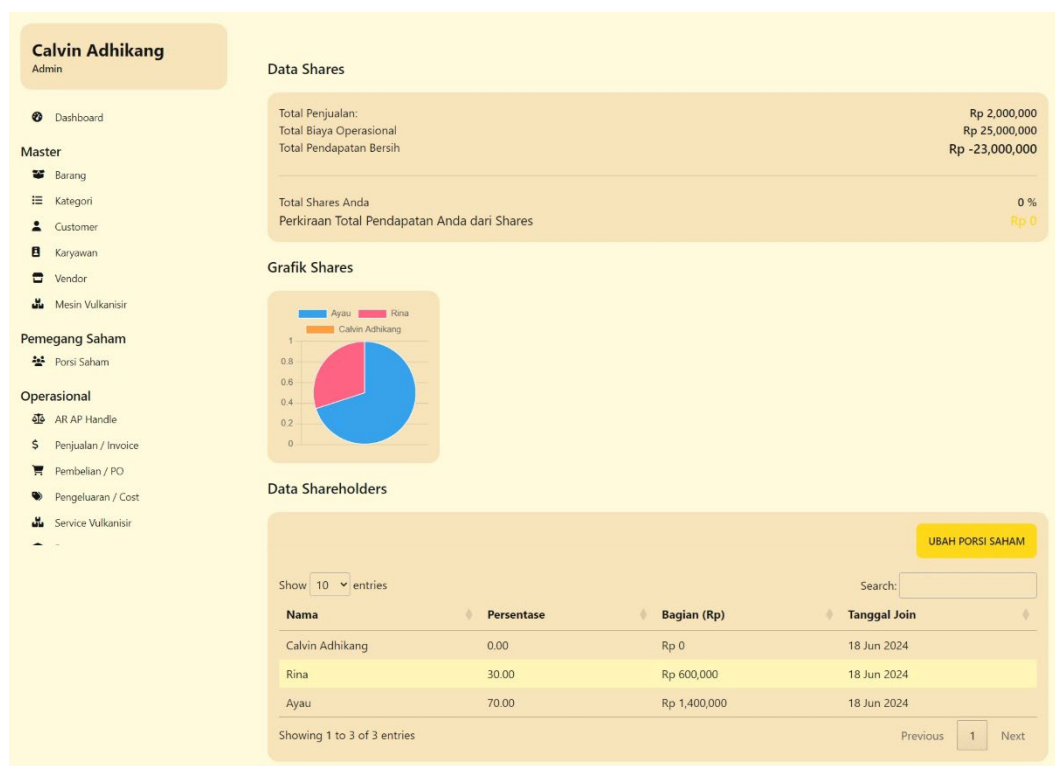 Calvin Adhikang
Admin
Dashboard
Master
Barang
Kategori
Customer
Karyawan
Vendor
Mesin Vulkanisir
Pemegang Saham
Porsi Saham
Operasional
AR AP Handle
Penjualan / Invoice
Pembelian / PO
Pengeluaran / Cost
Service Vulkanisir
Data Shares
Total Penjualan: Rp 2,000,000
Total Biaya Operasional Rp 25,000,000
Total Pendapatan Bersih Rp -23,000,000
Total Shares Anda 0 %
Perkiraan Total Pendapatan Anda dari Shares Rp 0
Grafik Shares
Ayau Rina
Calvin Adhikang
1
0.8
0.6
0.4
0.2
0
Data Shareholders
UBAH PORSI SAHAM
Show 10 entries Search:
Nama Persentase Bagian (Rp) Tanggal Join
Calvin Adhikang 0.00 Rp 0 18 Jun 2024
Rina 30.00 Rp 600,000 18 Jun 2024
Ayau 70.00 Rp 1,400,000 18 Jun 2024
Showing 1 to 3 of 3 entries Previous 1 Next